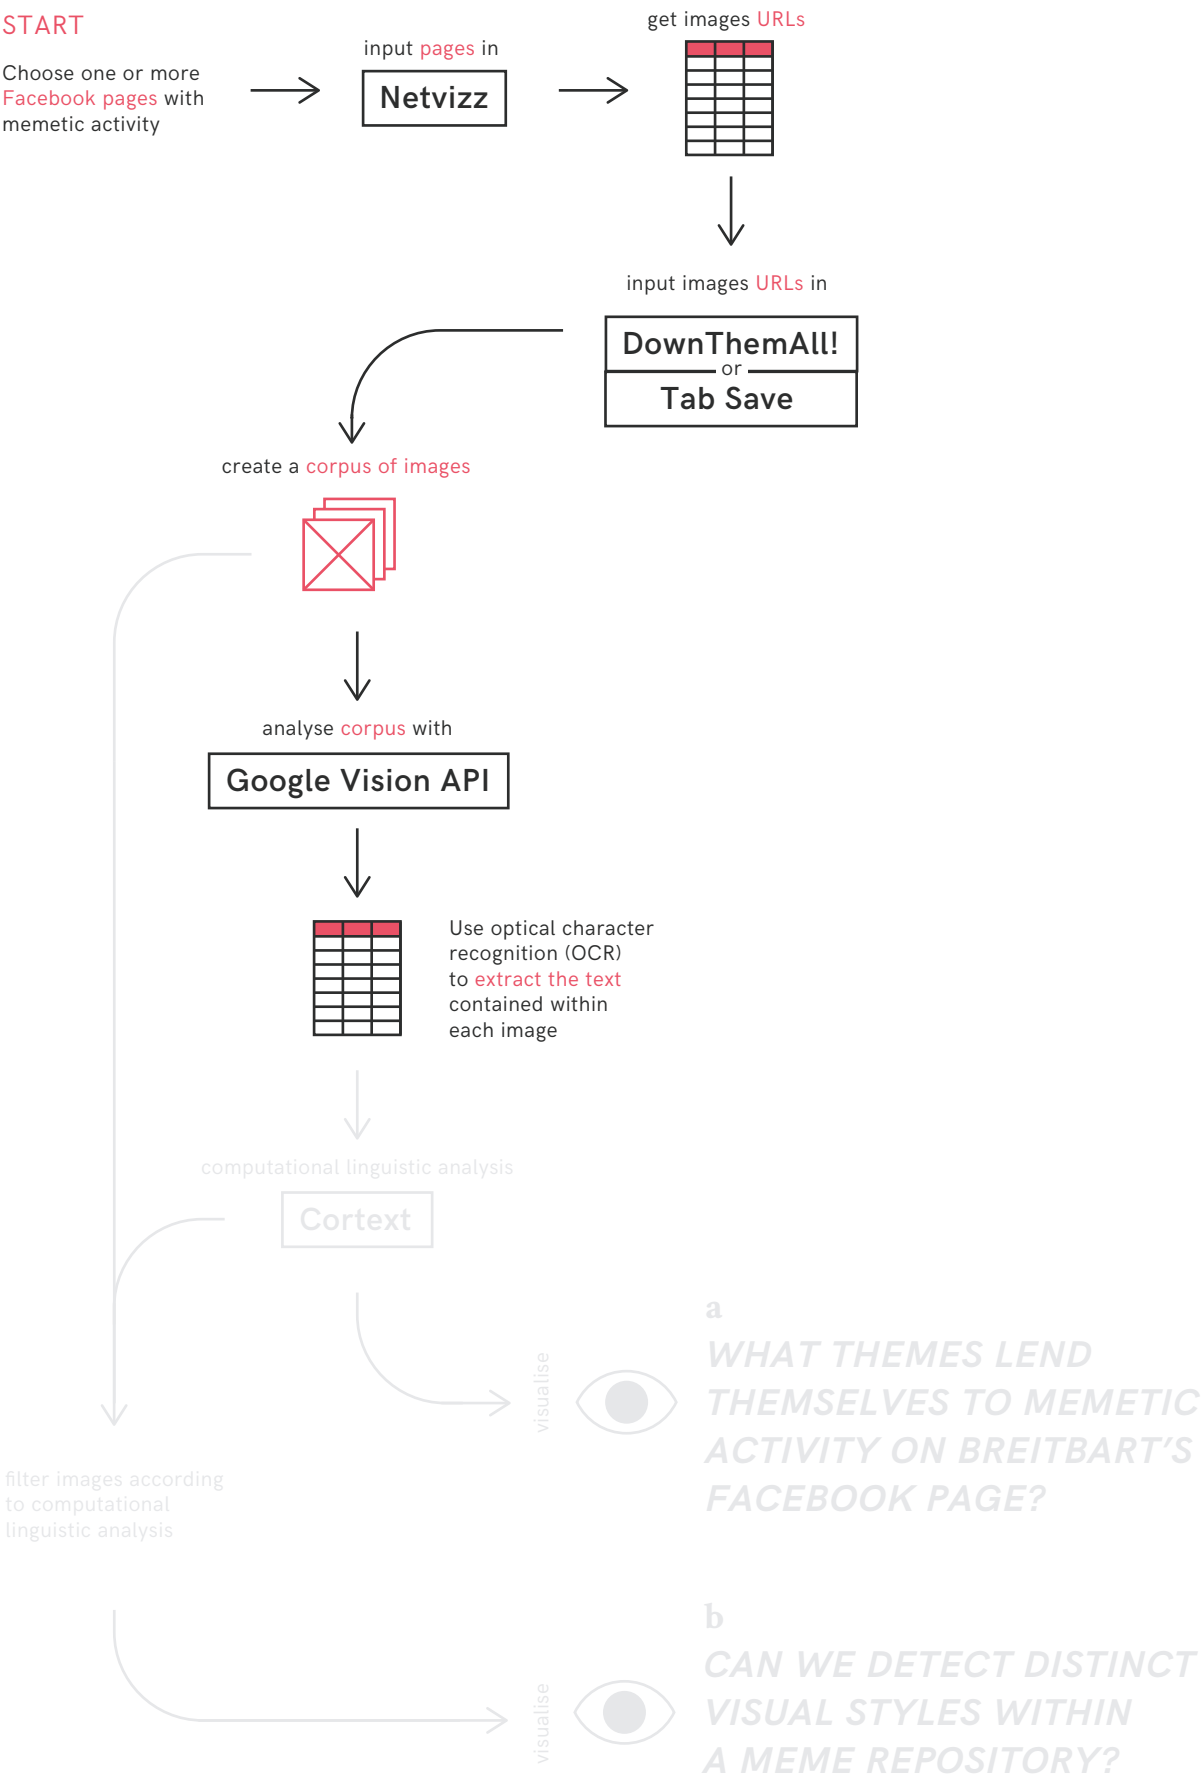 START
Choose one or more
Facebook pages with
memetic activity
input pages in
Netvizz
get images URLs
input images URLs in
DownThemAll!
or
Tab Save
create a corpus of images
analyse corpus with
Google Vision API
Use optical character
recognition (OCR)
to extract the text
contained within
each image
computational linguistic analysis
Cortext
visualise
a
WHAT THEMES LEND
THEMSELVES TO MEMETIC
ACTIVITY ON BREITBART’S
FACEBOOK PAGE?
filter images according
to computational
linguistic analysis
visualise
b
CAN WE DETECT DISTINCT
VISUAL STYLES WITHIN
A MEME REPOSITORY?